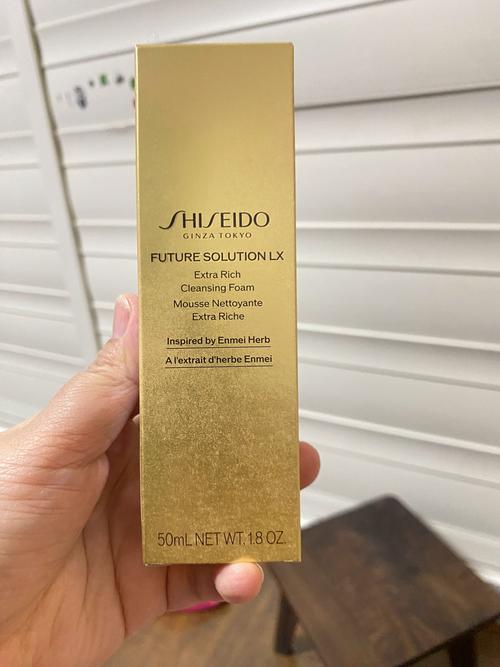 SHISEIDO
GINZA TOKYO
FUTURE SOLUTION LX
Extra Rich
Cleansing Foam
Mousse Nettoyante
Extra Riche
Inspired by Enmei Herb
A l'extrait d'herbe Enmei
50mL NET WT. 1.8 OZ.